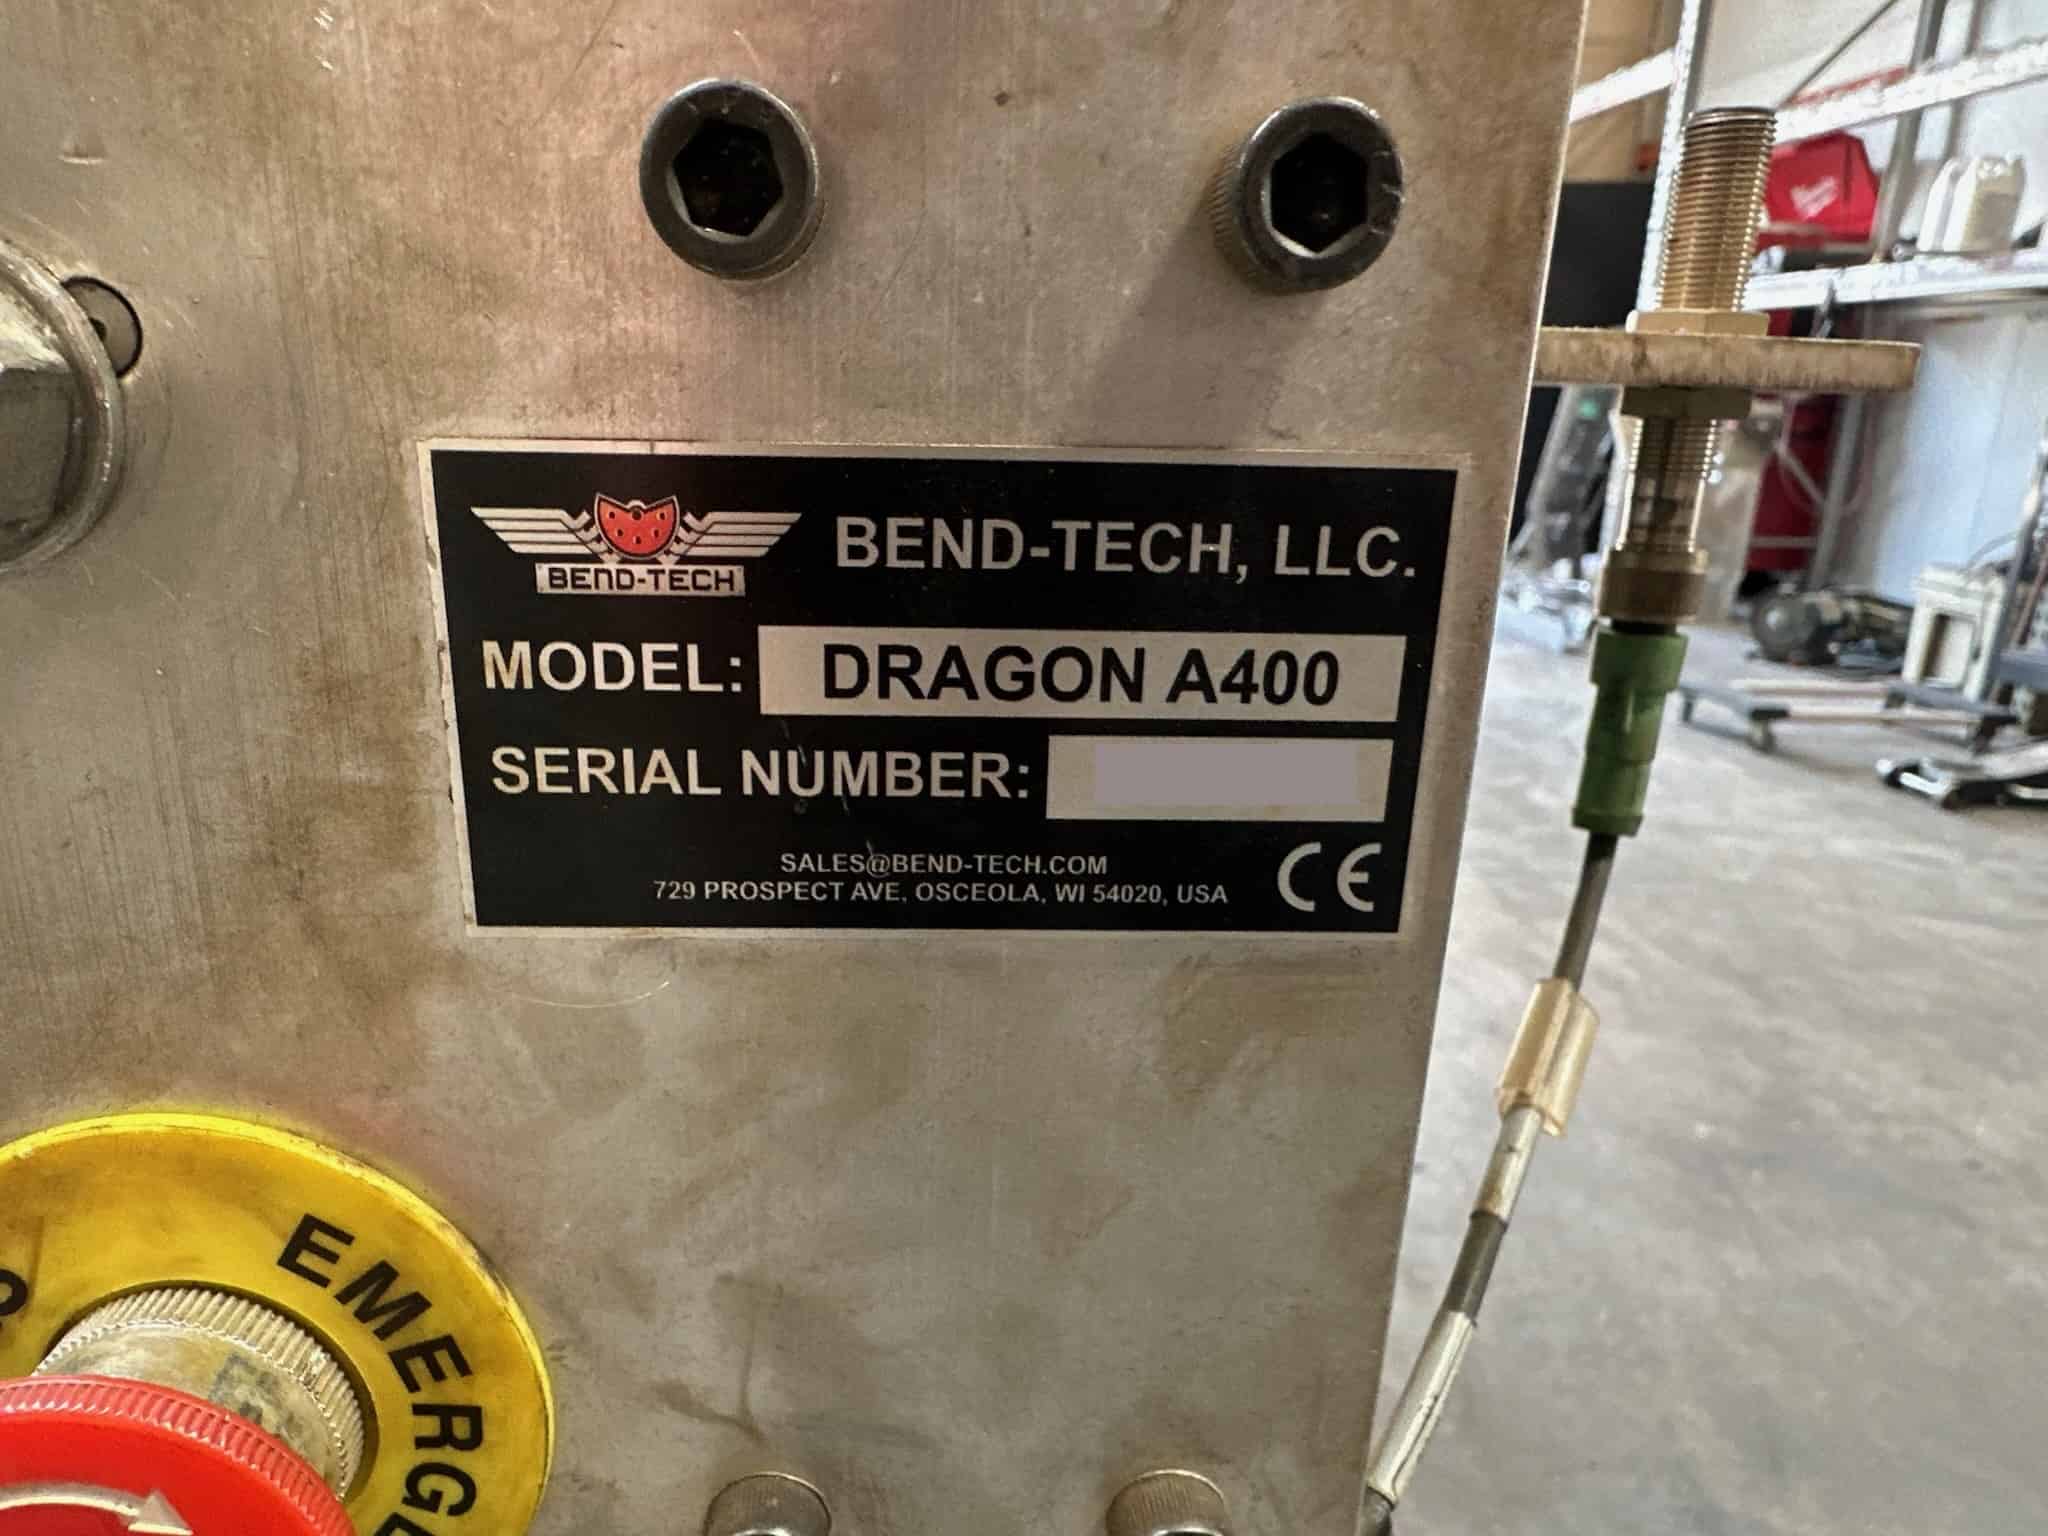 BEND-TECH
BEND-TECH, LLC.
MODEL: DRAGON A400
SERIAL NUMBER:
SALES@BEND-TECH.COM
729 PROSPECT AVE. OSCEOLA, WI 54020, USA
CE
EMERGE